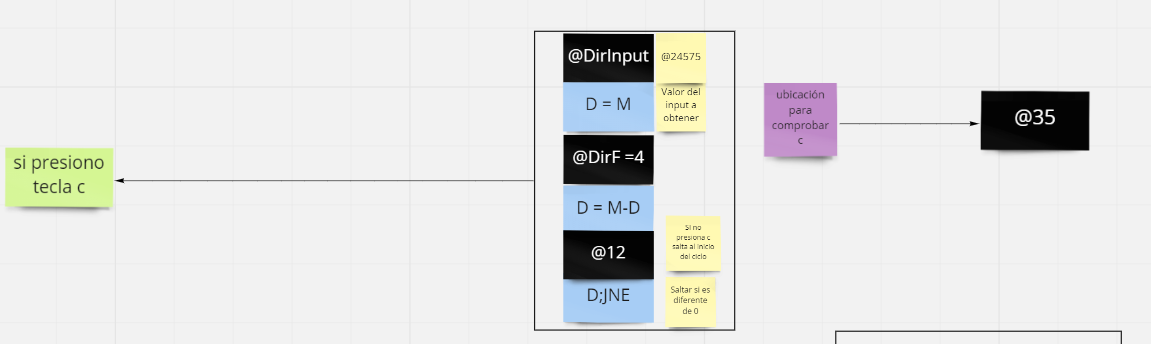 si presiono
tecla c
@DirInput
@24575
D = M
Valor del
input a
obtener
@DirF =4
D = M-D
@12
Si no
presiona c
salta al inicio
del ciclo
D;JNE
Saltar si es
diferente
de 0
ubicación
para
comprobar
c
@35